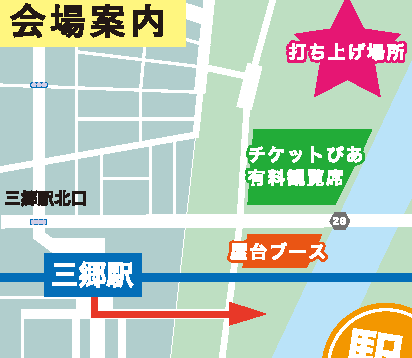 会場案内
打ち上げ場所
チケットぴあ
有料観覧席
三郷駅北口
29
屋台ブース
三郷駅
駅